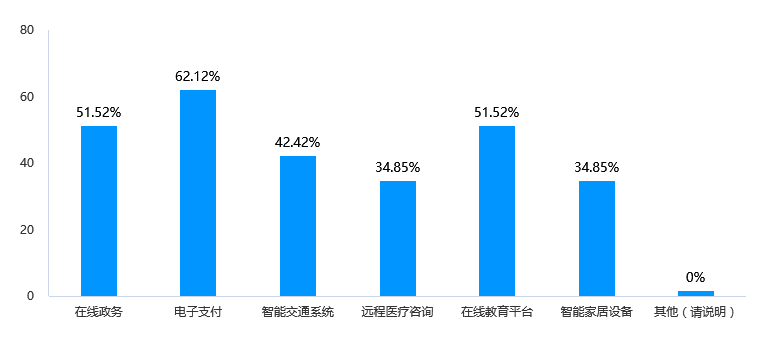 80
60
40
20
0
51.52%
62.12%
42.42%
34.85%
51.52%
34.85%
0%
在线政务
电子支付
智能交通系统
远程医疗咨询
在线教育平台
智能家居设备
其他（请说明）